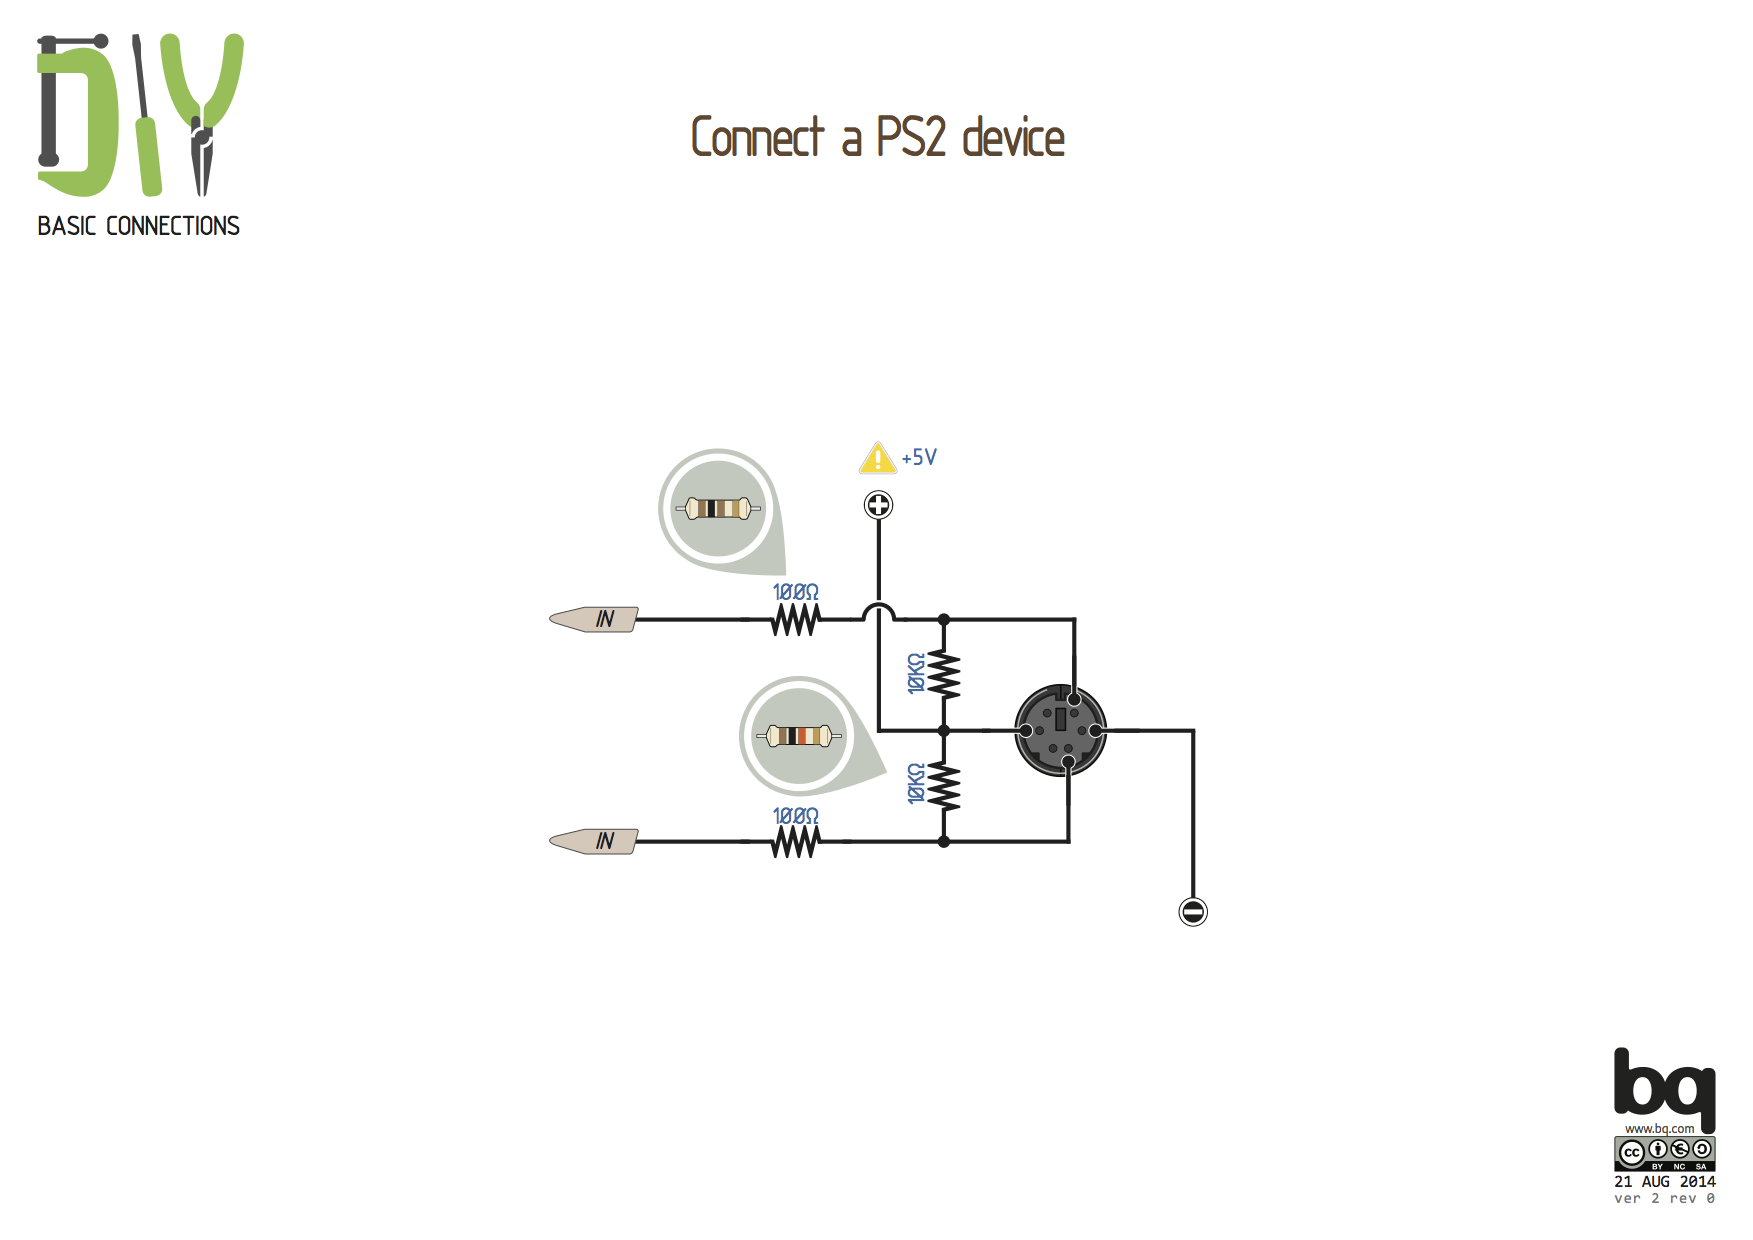 DIY
BASIC CONNECTIONS
Connect a PS2 device
+5V
100Ω
IN
10KΩ
10KΩ
100Ω
IN
bq
www.bq.com
cc
BY NC SA
21 AUG 2014
ver 2 rev 0